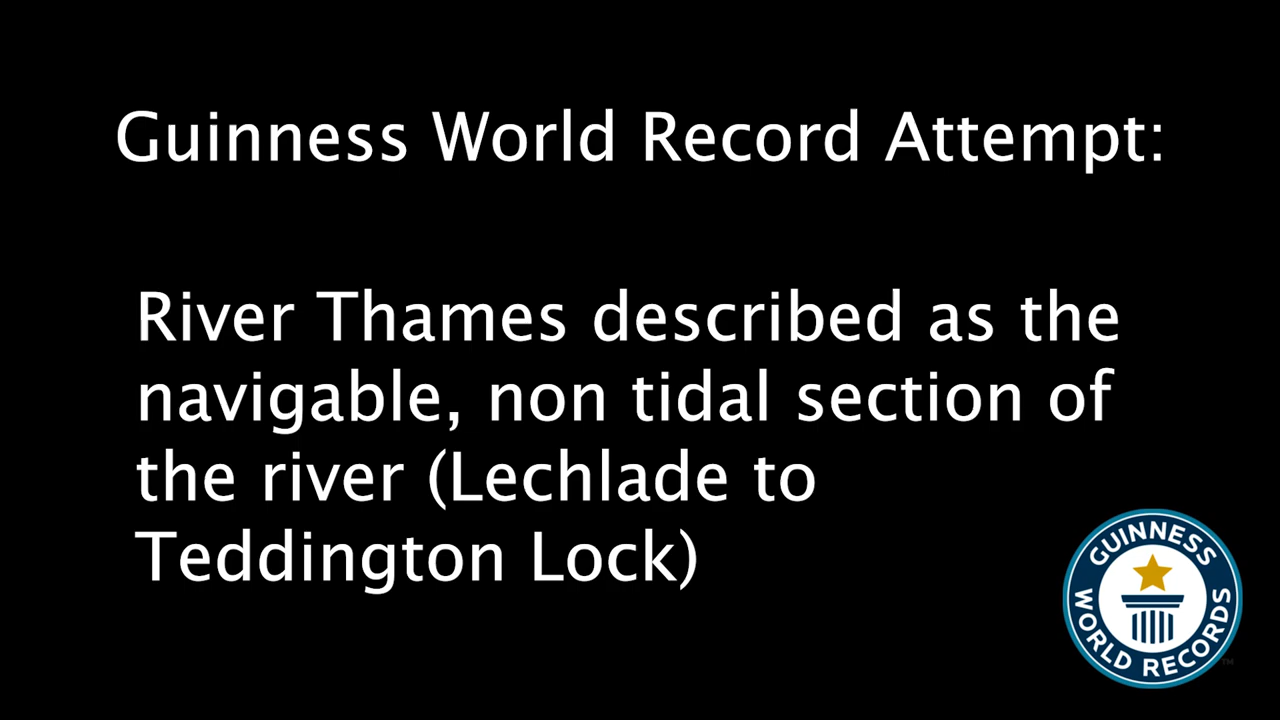 Guinness World Record Attempt:
River Thames described as the
navigable, non tidal section of
the river (Lechlade to
Teddington Lock)
GUINNESS
WORLD RECORDS
™